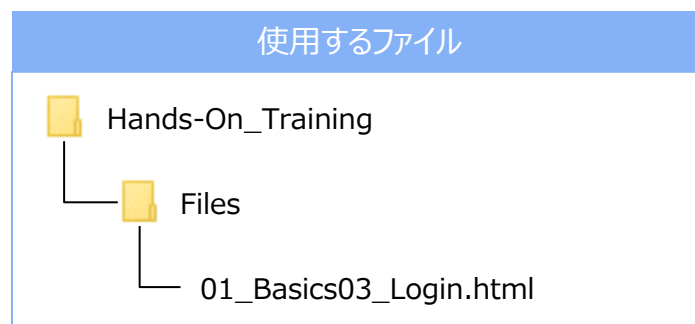 使用するファイル
Hands-On_Training
Files
01_Basics03_Login.html